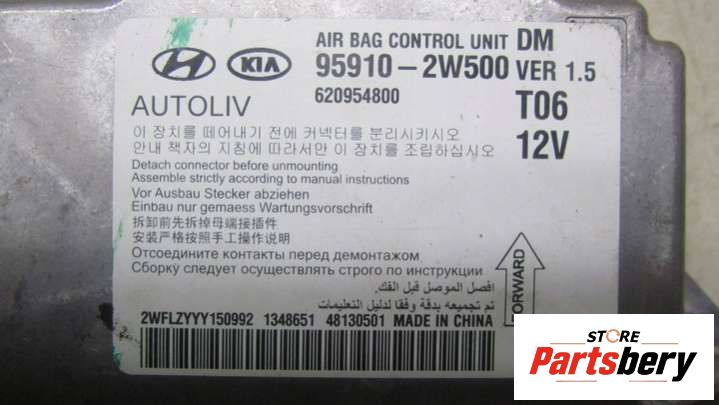 AIR BAG CONTROL UNIT DM
KIA 95910-2W500 VER 1.5
620954800 T06
AUTOLIV 12V
이 장치를 떼어내기 전에 커넥터를 분리시키시오
안내 책자의 지침에 따라서만 이 장치를 조립하십시오
Detach connector before unmounting
Assemble strictly according to manual instructions
Vor Ausbau Stecker abziehen
Einbau nur gemaess Wartungsvorschrift
拆卸前先拆掉母端接插件
安装严格按照手工操作说明
Отсоедините контакты перед демонтажом
Сборку следует осуществлять строго по инструкции
افصل الموصل قبل الفك.
تم تجميعه بدقة وفقا لدليل التعليمات
FORWARD
2WFLZYYY150992 1348651 48130501 MADE IN CHINA
STORE
Partsbery